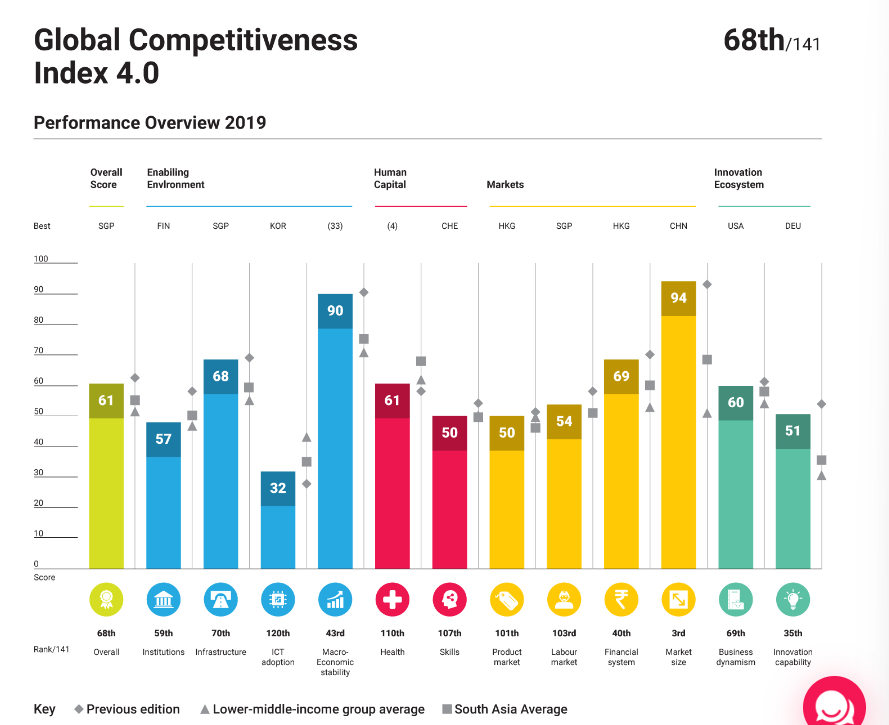 Global Competitiveness
Index 4.0
68th/141
Performance Overview 2019
Overall
Score
Enabiling
Environment
Human
Capital
Markets
Innovation
Ecosystem
Best SGP FIN SGP KOR (33) (4) CHE HKG SGP HKG CHN USA DEU
100
90
80
70
60
50
40
30
20
10
0
Score
61 57 68 32 90 61 50 50 54 69 94 60 51
Rank/141 68th 59th 70th 120th 43rd 110th 107th 101th 103rd 40th 3rd 69th 35th
Overall
Institutions
Infrastructure
ICT
adoption
Macro-
Economic
stability
Health
Skills
Product
market
Labour
market
Financial
system
Market
size
Business
dynamism
Innovation
capability
Key Previous edition Lower-middle-income group average South Asia Average